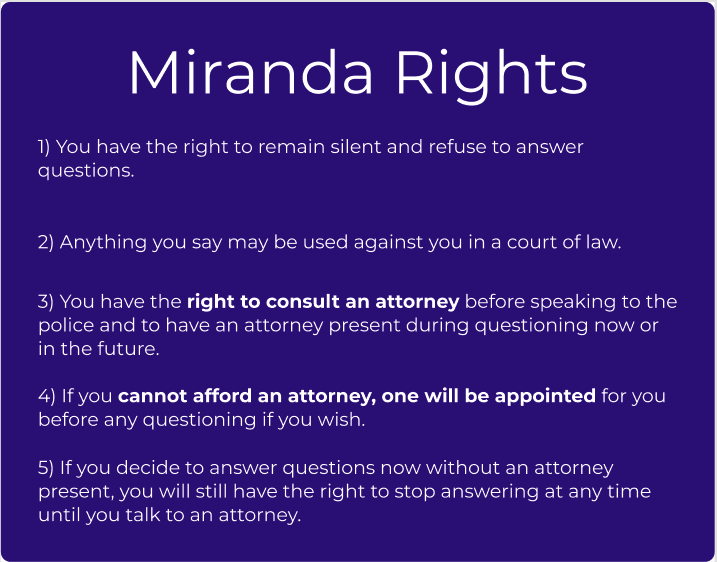 Miranda Rights
1) You have the right to remain silent and refuse to answer
questions.
2) Anything you say may be used against you in a court of law.
3) You have the right to consult an attorney before speaking to the
police and to have an attorney present during questioning now or
in the future.
4) If you cannot afford an attorney, one will be appointed for you
before any questioning if you wish.
5) If you decide to answer questions now without an attorney
present, you will still have the right to stop answering at any time
until you talk to an attorney.